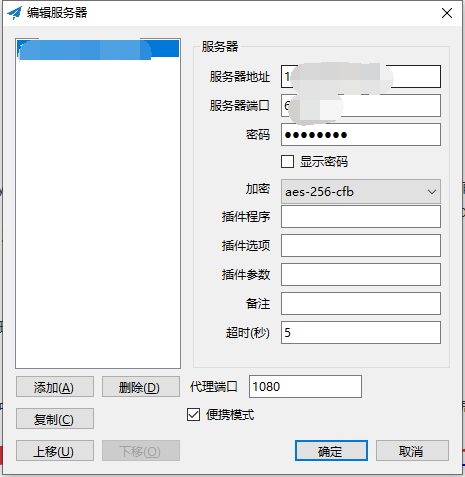 编辑服务器
服务器
服务器地址 1
服务器端口 6
密码 ●●●●●●●●
显示密码
加密 aes-256-cfb
插件程序
插件选项
插件参数
备注
超时(秒) 5
添加(A) 删除(D) 代理端口 1080
复制(C) 便携模式
上移(U) 下移(O) 确定 取消